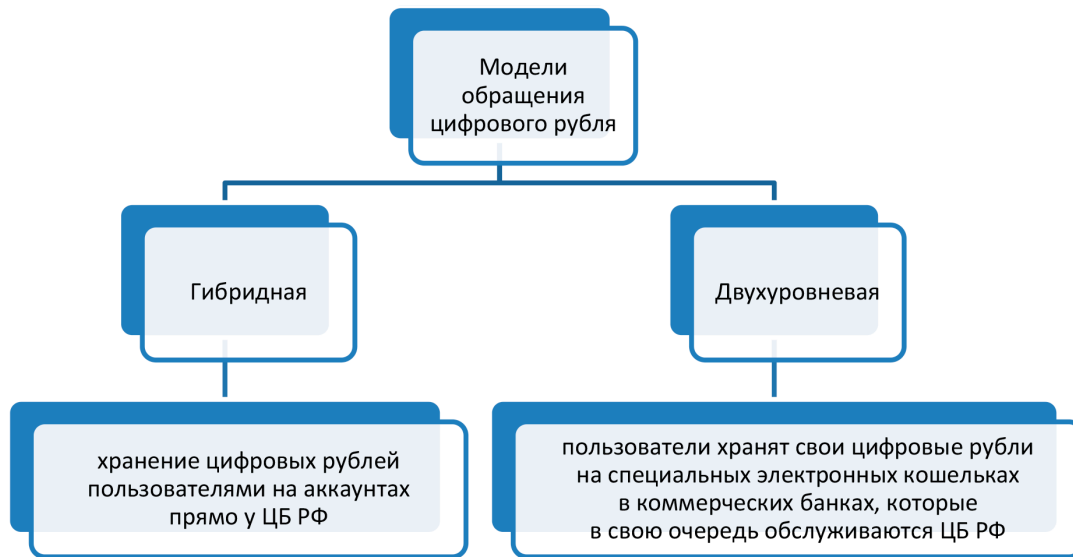 Модели
обращения
цифрового рубля
Гибридная
Двухуровневая
хранение цифровых рублей
пользователями на аккаунтах
прямо у ЦБ РФ
пользователи хранят свои цифровые рубли
на специальных электронных кошельках
в коммерческих банках, которые
в свою очередь обслуживаются ЦБ РФ